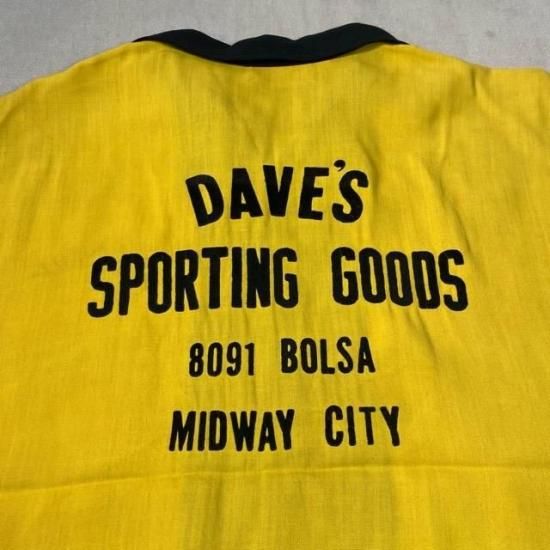 DAVE'S
SPORTING GOODS
8091 BOLSA
MIDWAY CITY